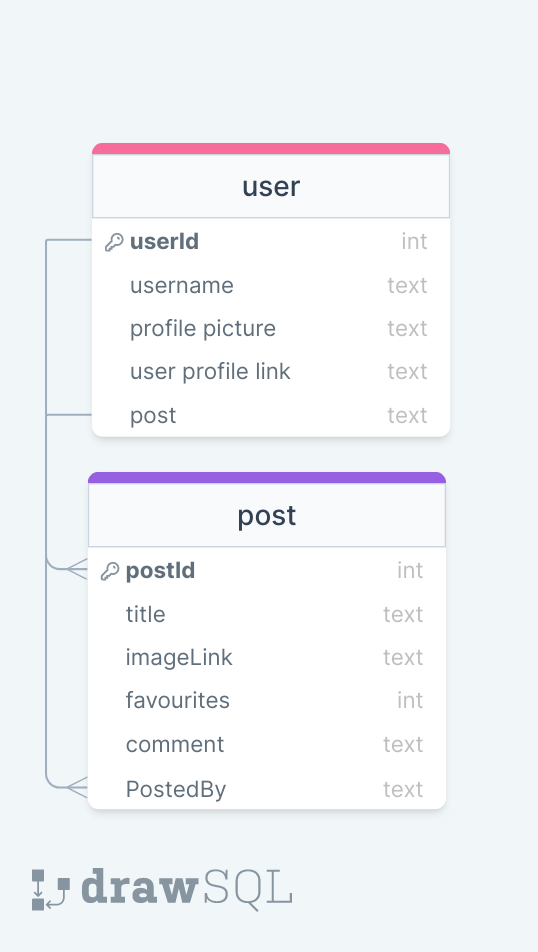 user
userId int
username text
profile picture text
user profile link text
post text
post
postId int
title text
imageLink text
favourites int
comment text
PostedBy text
drawSQL